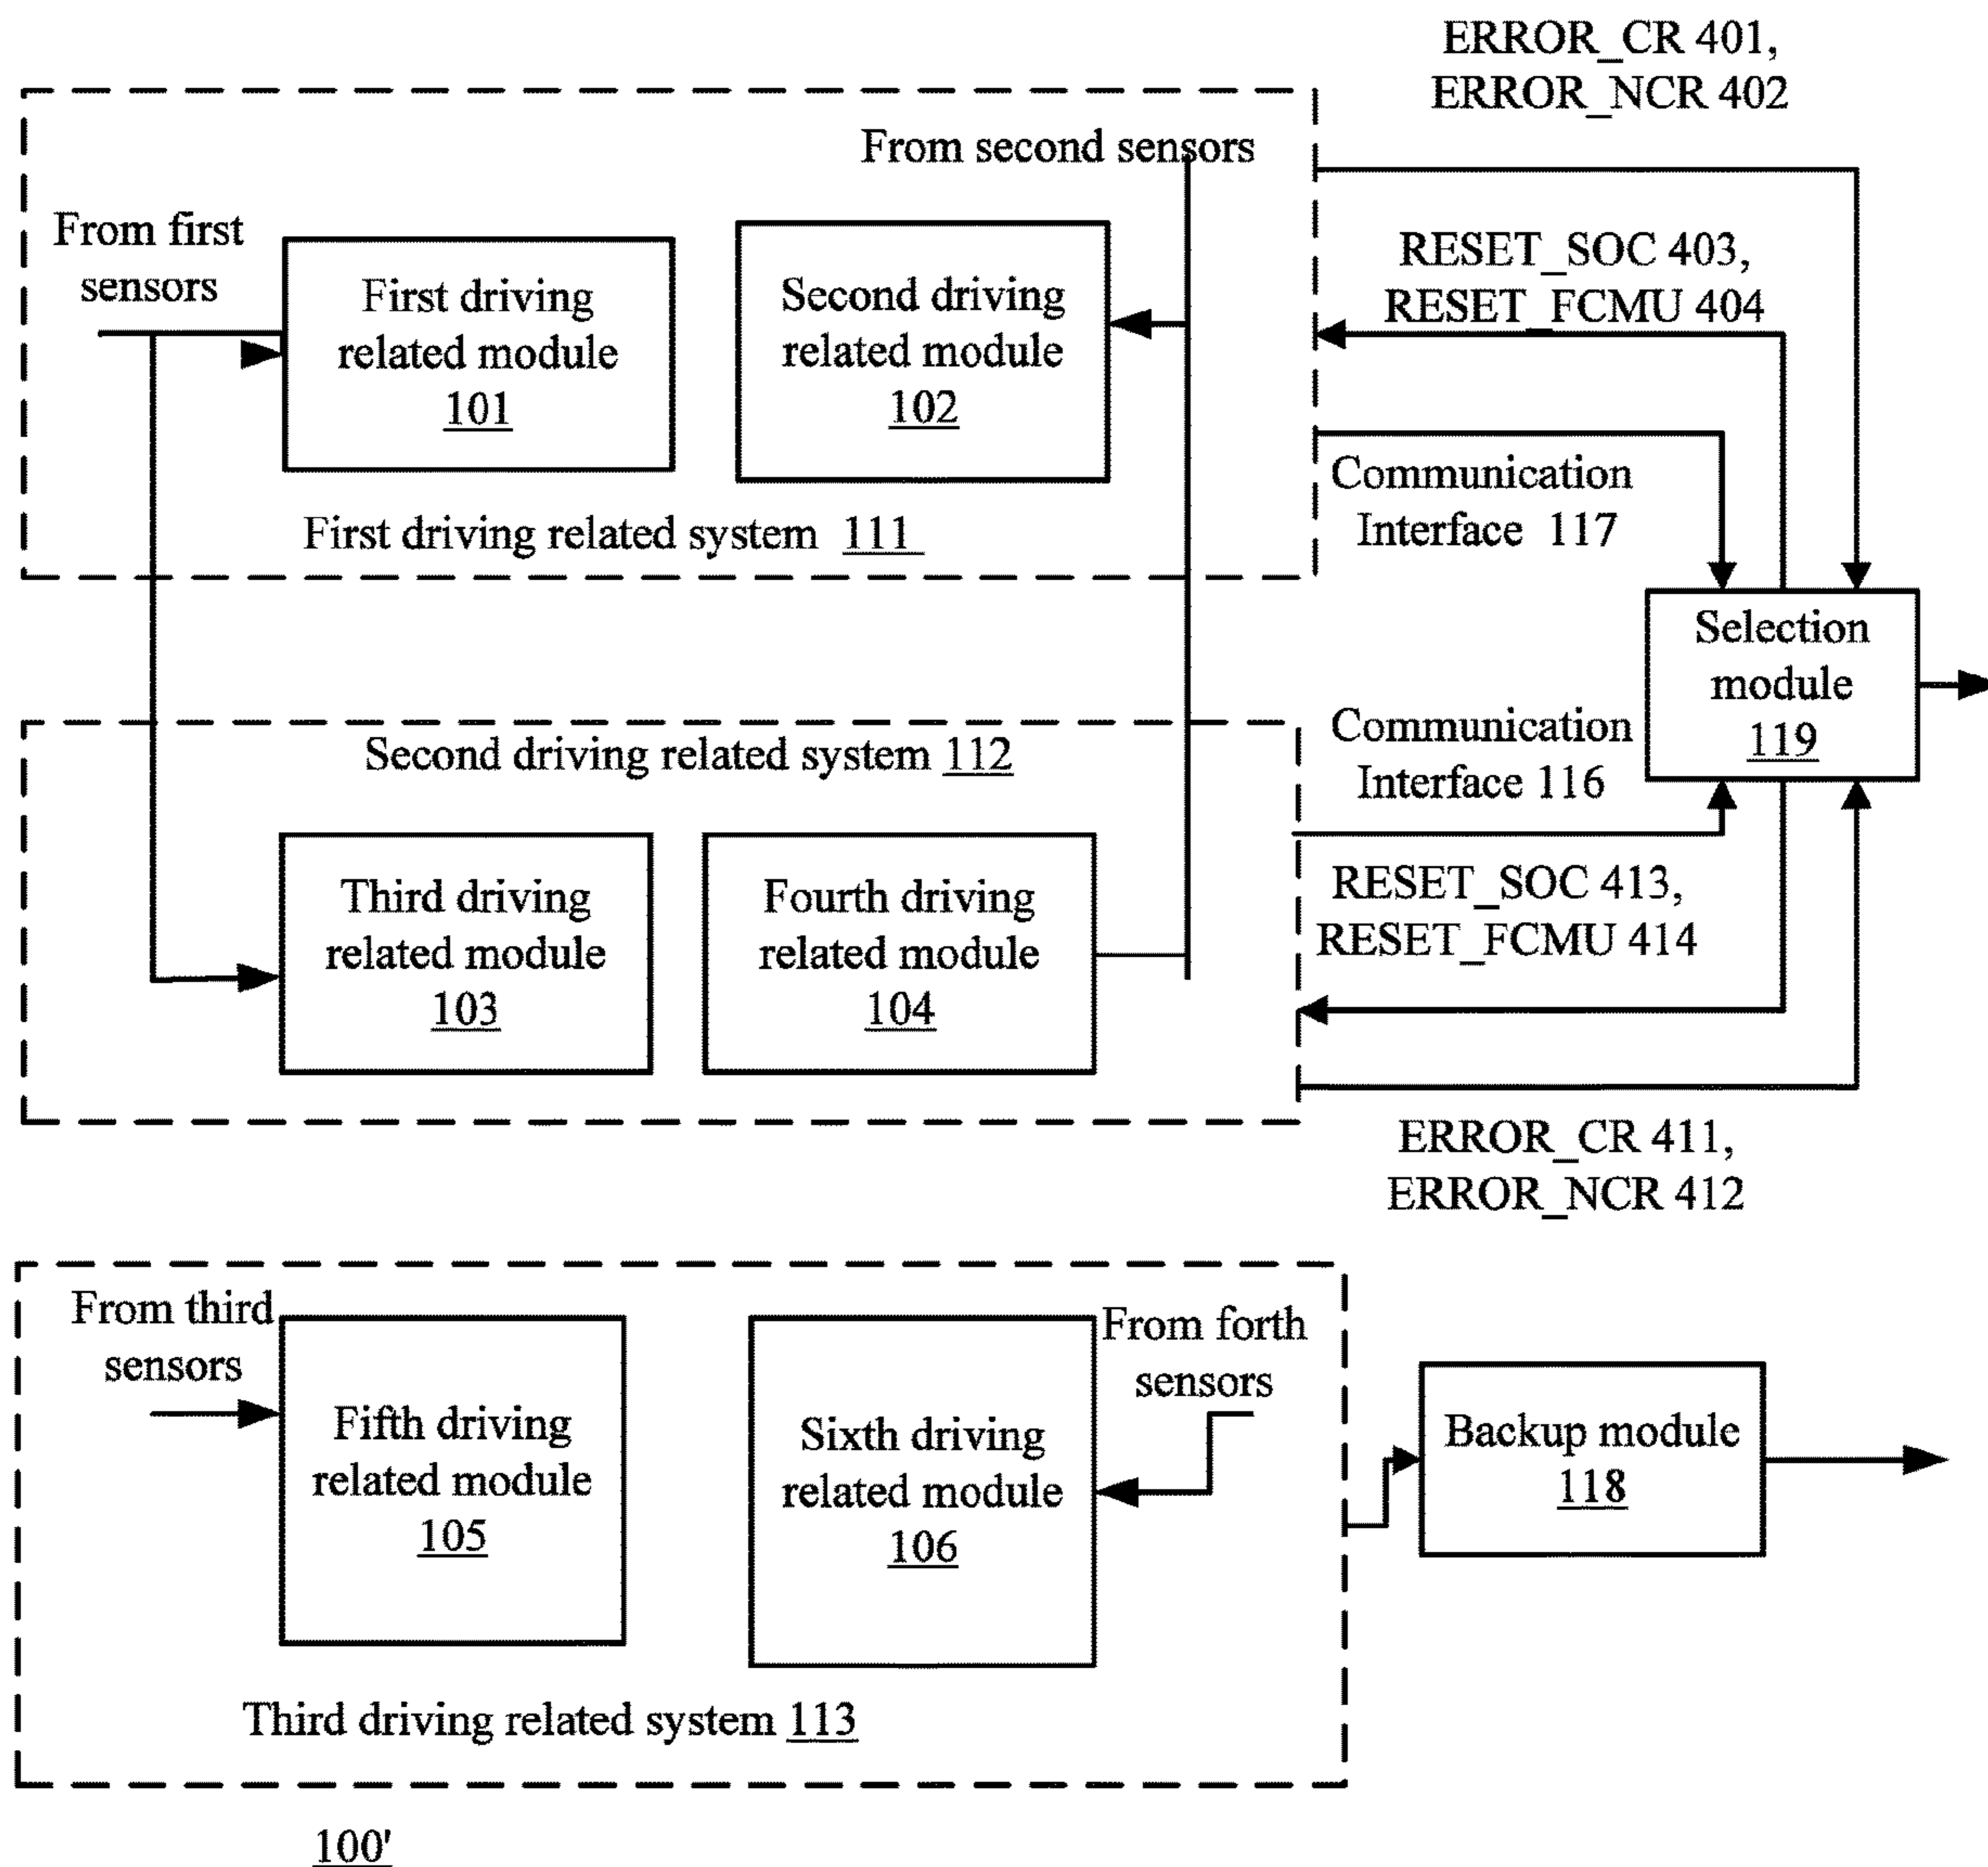 ERROR_CR 401,
ERROR_NCR 402
From second sensors
From first
sensors
First driving
related module
101
Second driving
related module
102
RESET_SOC 403,
RESET_FCMU 404
Communication
Interface 117
First driving related system 111
Selection
module
119
Second driving related system 112
Communication
Interface 116
Third driving
related module
103
Fourth driving
related module
104
RESET_SOC 413,
RESET_FCMU 414
ERROR_CR 411,
ERROR_NCR 412
From third
sensors
Fifth driving
related module
105
Sixth driving
related module
106
From forth
sensors
Backup module
118
Third driving related system 113
100'